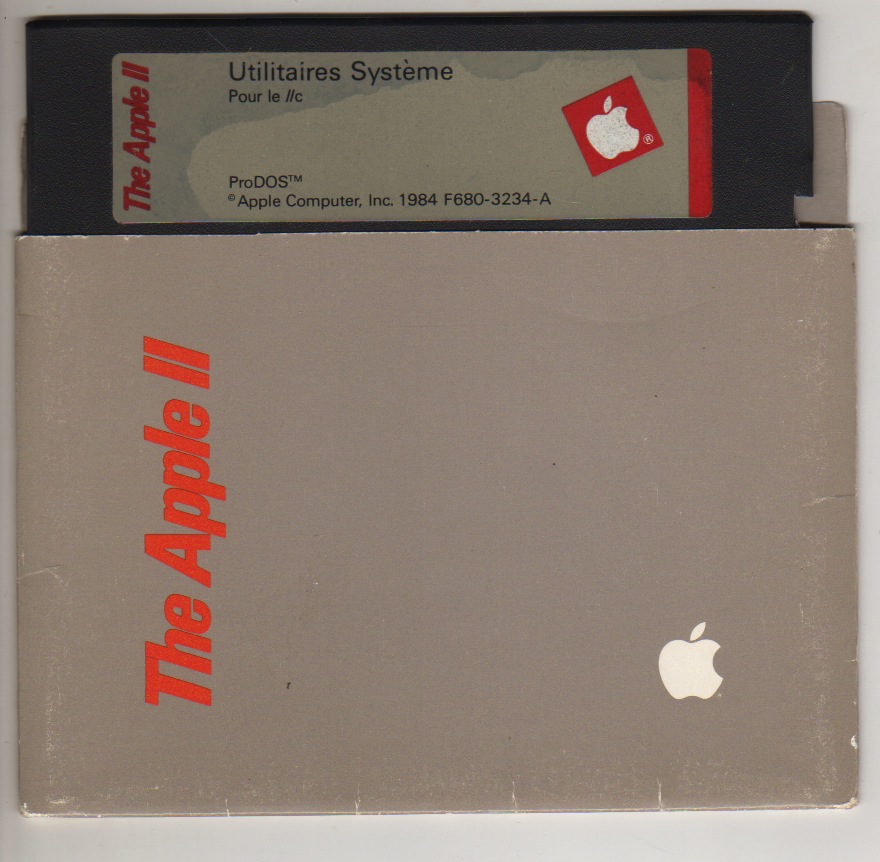 The Apple II
Utilitaires Système
Pour le //c
®
ProDOS™
© Apple Computer, Inc. 1984 F680-3234-A
The Apple II